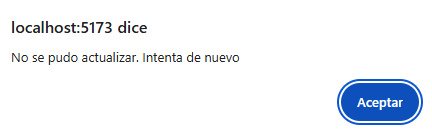 localhost:5173 dice
No se pudo actualizar. Intenta de nuevo
Aceptar